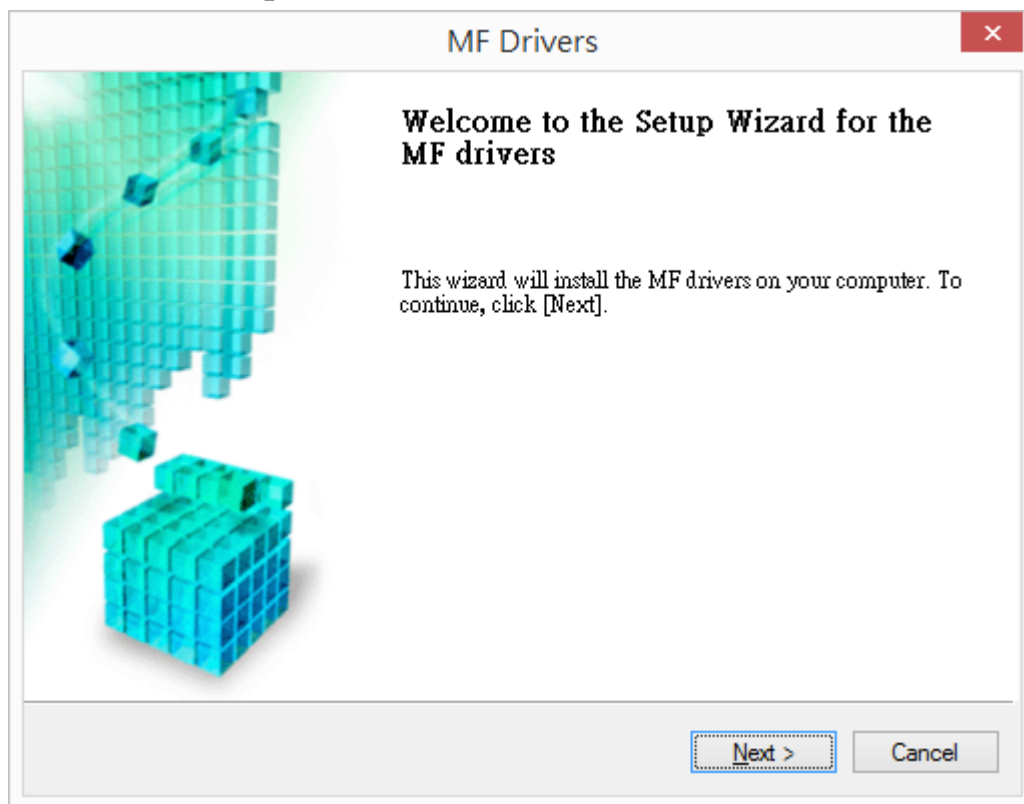 MF Drivers
Welcome to the Setup Wizard for the
MF drivers
This wizard will install the MF drivers on your computer. To
continue, click [Next].
Next >
Cancel